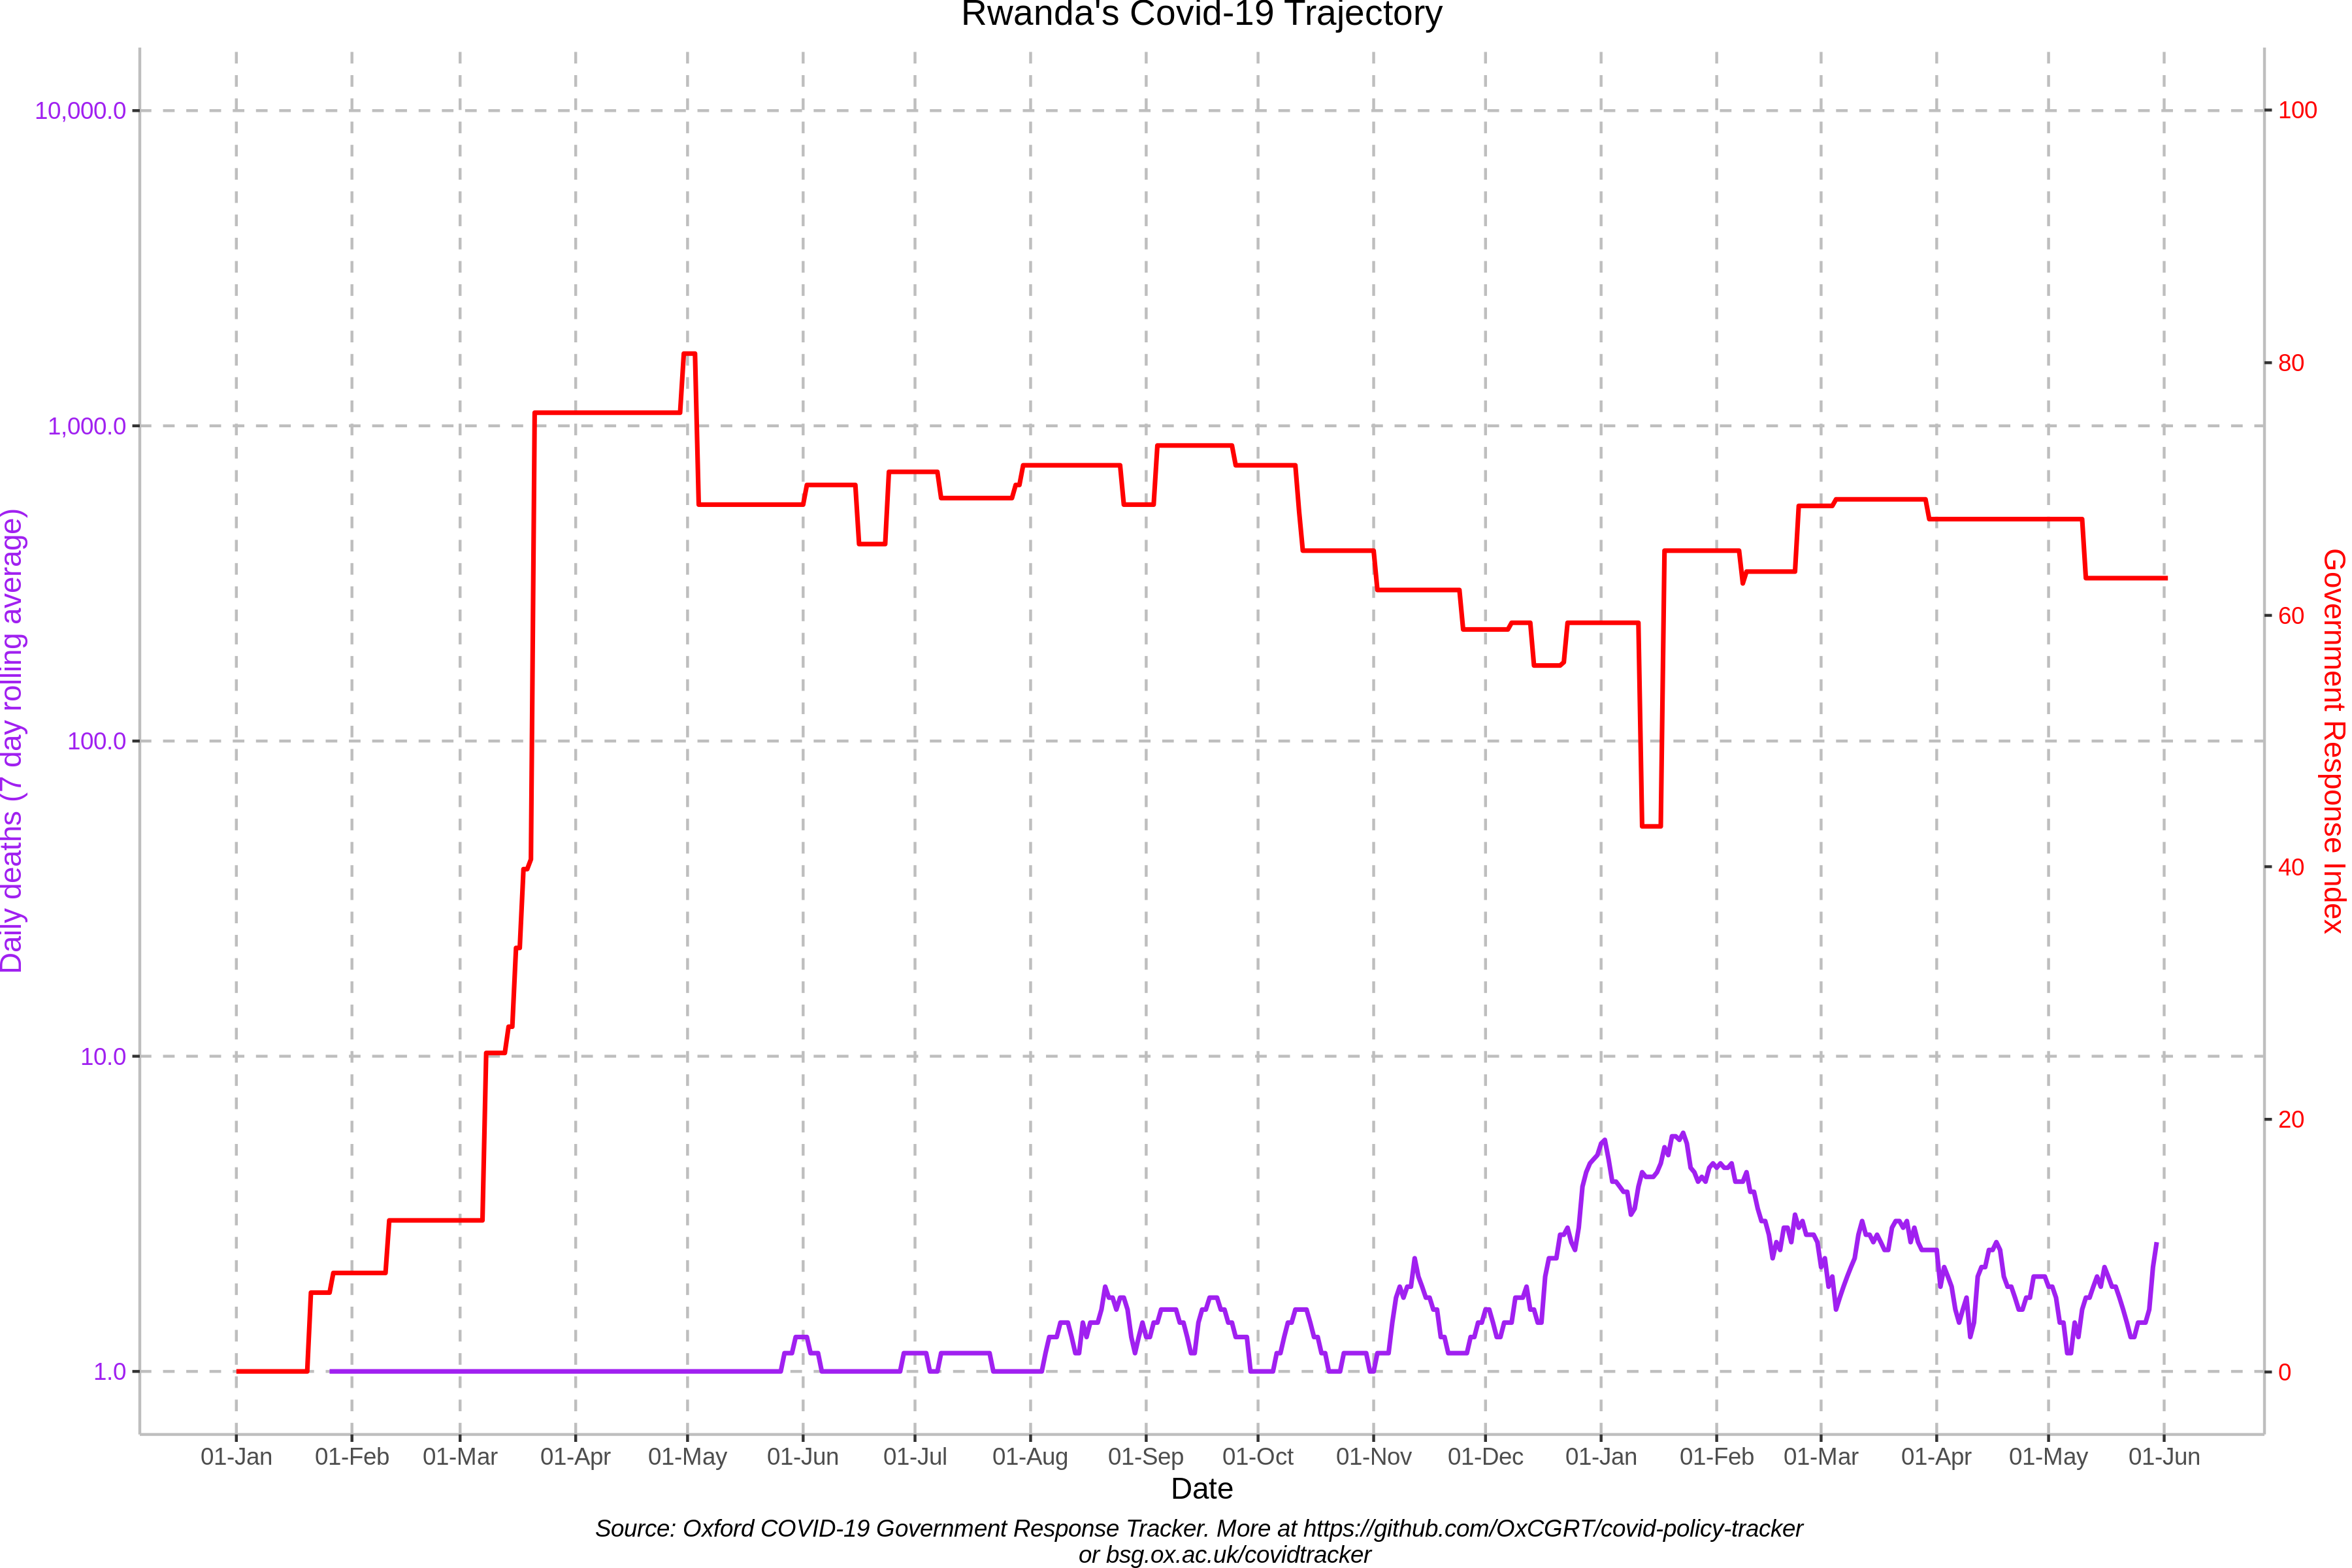 Rwanda's Covid-19 Trajectory
10,000.0
1,000.0
100.0
10.0
1.0
Daily deaths (7 day rolling average)
100
80
60
40
20
0
Government Response Index
01-Jan 01-Feb 01-Mar 01-Apr 01-May 01-Jun 01-Jul 01-Aug 01-Sep 01-Oct 01-Nov 01-Dec 01-Jan 01-Feb 01-Mar 01-Apr 01-May 01-Jun
Date
Source: Oxford COVID-19 Government Response Tracker. More at https://github.com/OxCGRT/covid-policy-tracker
or bsg.ox.ac.uk/covidtracker